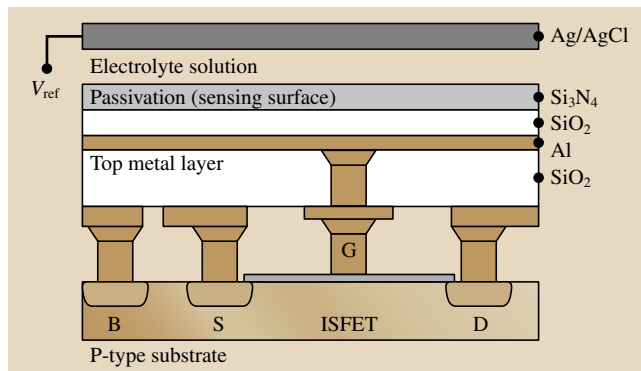 Ag/AgCl
Electrolyte solution
V_ref
Passivation (sensing surface)
Si₃N₄
SiO₂
Al
Top metal layer
SiO₂
G
B
S
ISFET
D
P-type substrate